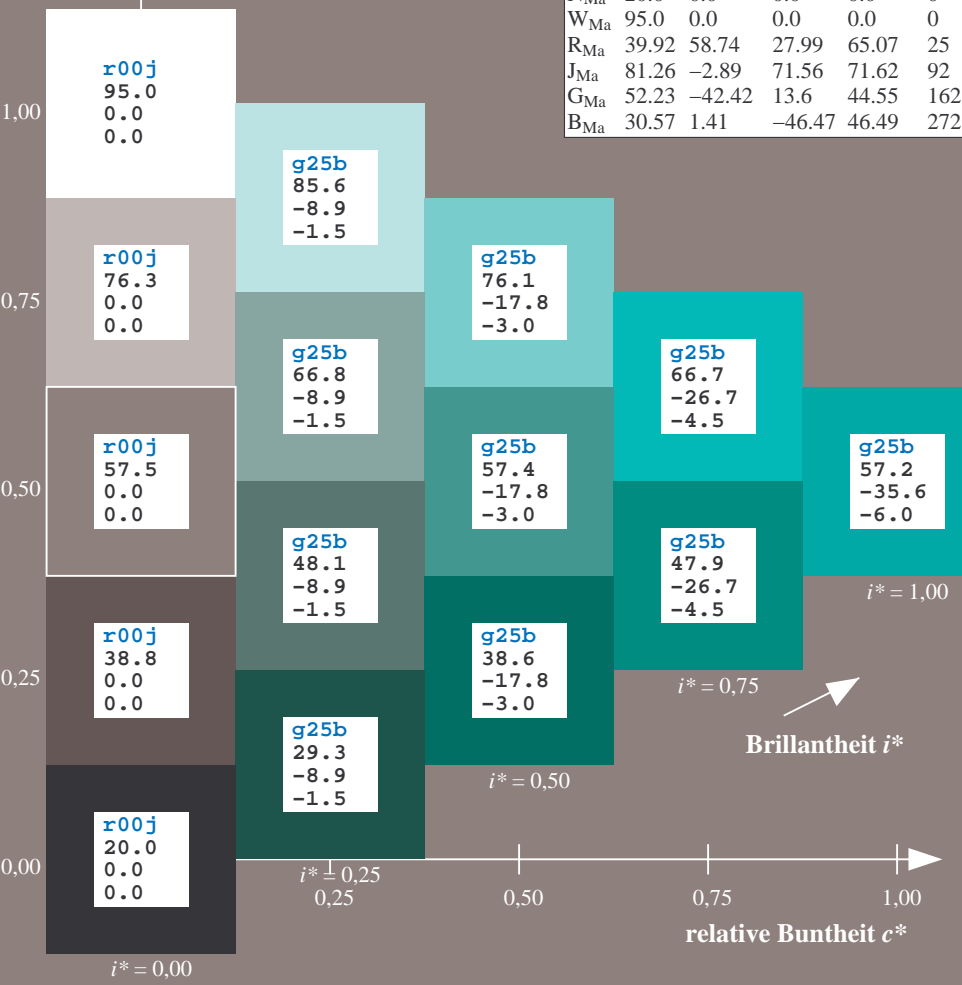 W_Ma 95.0 0.0 0.0 0.0 0
R_Ma 39.92 58.74 27.99 65.07 25
J_Ma 81.26 –2.89 71.56 71.62 92
G_Ma 52.23 –42.42 13.6 44.55 162
B_Ma 30.57 1.41 –46.47 46.49 272
1,00
r00j
95.0
0.0
0.0
g25b
85.6
-8.9
-1.5
0,75
r00j
76.3
0.0
0.0
g25b
76.1
-17.8
-3.0
g25b
66.8
-8.9
-1.5
g25b
66.7
-26.7
-4.5
0,50
r00j
57.5
0.0
0.0
g25b
57.4
-17.8
-3.0
g25b
57.2
-35.6
-6.0
i* = 1,00
g25b
48.1
-8.9
-1.5
g25b
47.9
-26.7
-4.5
i* = 0,75
0,25
r00j
38.8
0.0
0.0
g25b
38.6
-17.8
-3.0
i* = 0,50
Brillantheit i*
g25b
29.3
-8.9
-1.5
i* = 0,25
0,00
r00j
20.0
0.0
0.0
i* = 0,00
0,25 0,50 0,75 1,00
relative Buntheit c*